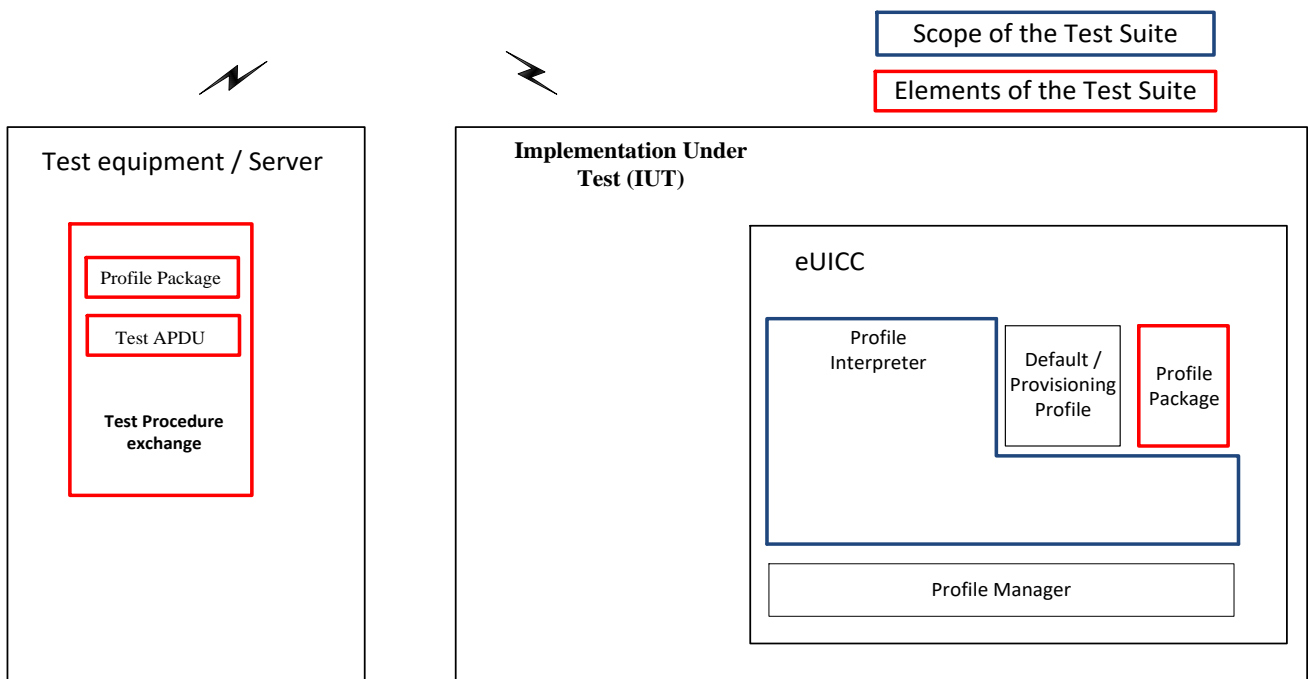 Scope of the Test Suite
Elements of the Test Suite
Test equipment / Server
Profile Package
Test APDU
Test Procedure
exchange
Implementation Under
Test (IUT)
eUICC
Profile
Interpreter
Default /
Provisioning
Profile
Profile
Package
Profile Manager